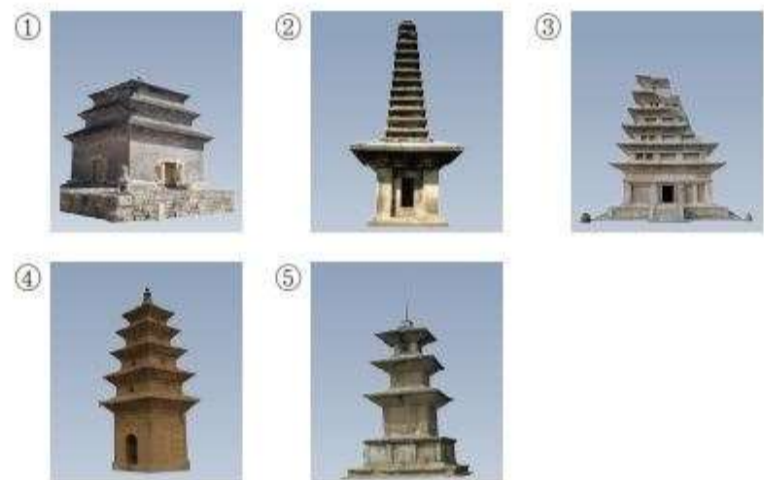 ① ② ③
④ ⑤